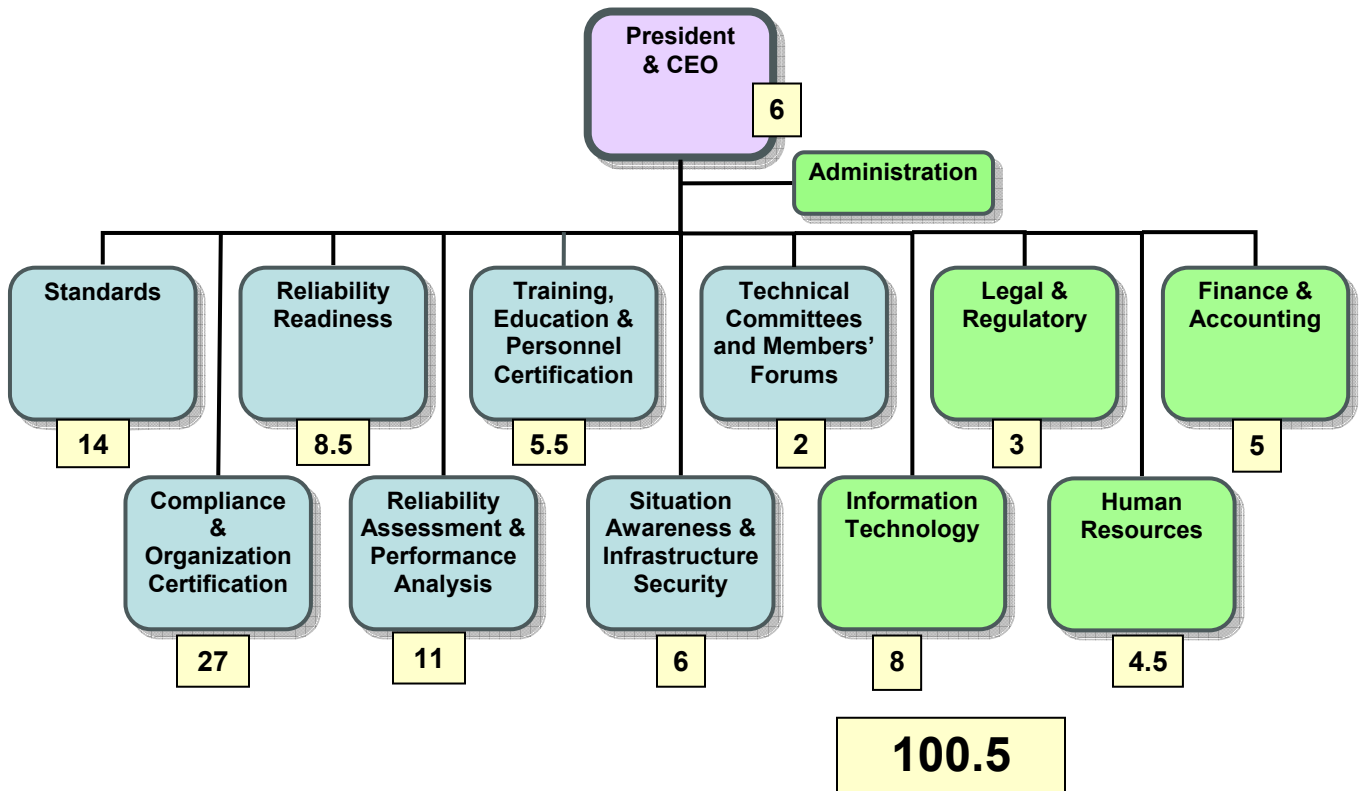 President
& CEO
6
Administration
Standards
14
Reliability
Readiness
8.5
Training,
Education &
Personnel
Certification
5.5
Technical
Committees
and Members’
Forums
2
Legal &
Regulatory
3
Finance &
Accounting
5
Compliance
&
Organization
Certification
27
Reliability
Assessment &
Performance
Analysis
11
Situation
Awareness &
Infrastructure
Security
6
Information
Technology
8
Human
Resources
4.5
100.5